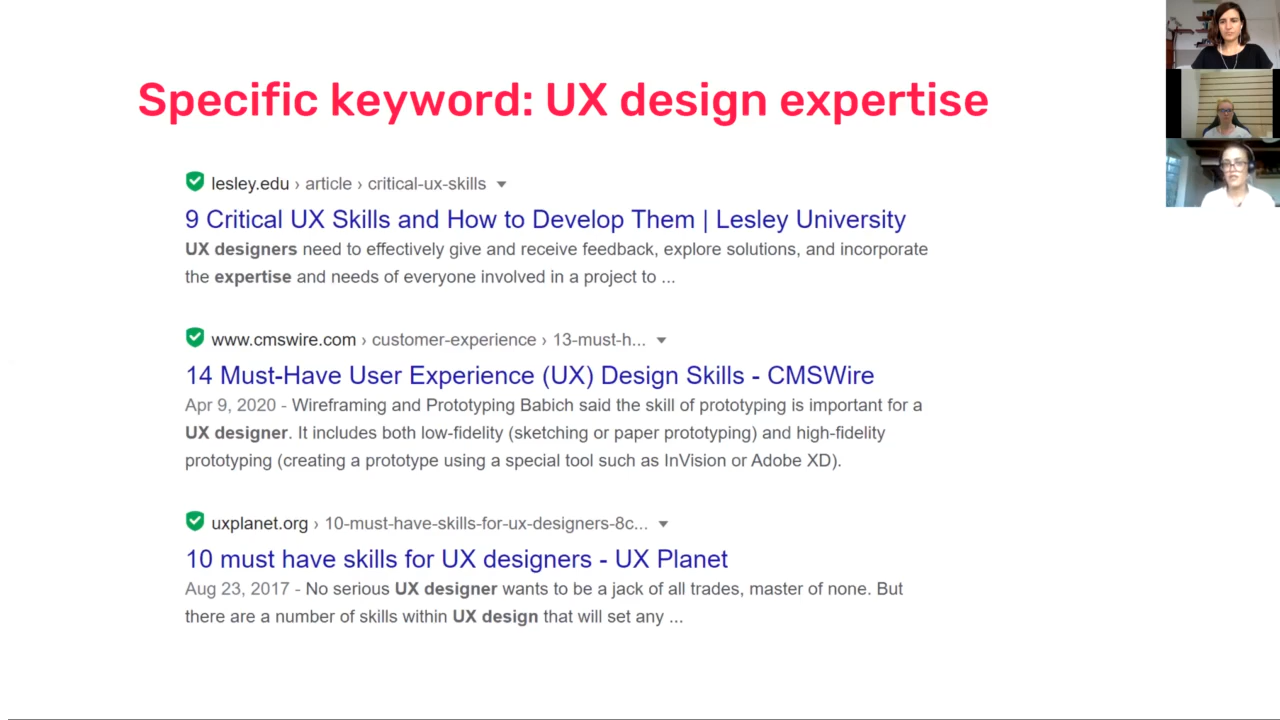 Specific keyword: UX design expertise
lesley.edu › article › critical-ux-skills
9 Critical UX Skills and How to Develop Them | Lesley University
UX designers need to effectively give and receive feedback, explore solutions, and incorporate
the expertise and needs of everyone involved in a project to ...
www.cmswire.com › customer-experience › 13-must-h...
14 Must-Have User Experience (UX) Design Skills - CMSWire
Apr 9, 2020 - Wireframing and Prototyping Babich said the skill of prototyping is important for a
UX designer. It includes both low-fidelity (sketching or paper prototyping) and high-fidelity
prototyping (creating a prototype using a special tool such as InVision or Adobe XD).
uxplanet.org › 10-must-have-skills-for-ux-designers-8c...
10 must have skills for UX designers - UX Planet
Aug 23, 2017 - No serious UX designer wants to be a jack of all trades, master of none. But
there are a number of skills within UX design that will set any ...